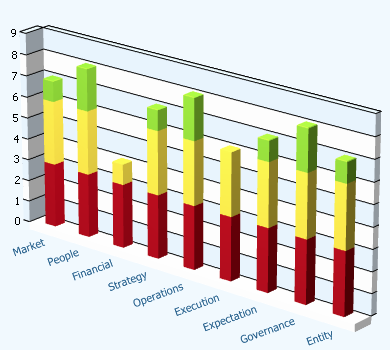 9
8
7
6
5
4
3
2
1
0
Market
People
Financial
Strategy
Operations
Execution
Expectation
Governance
Entity